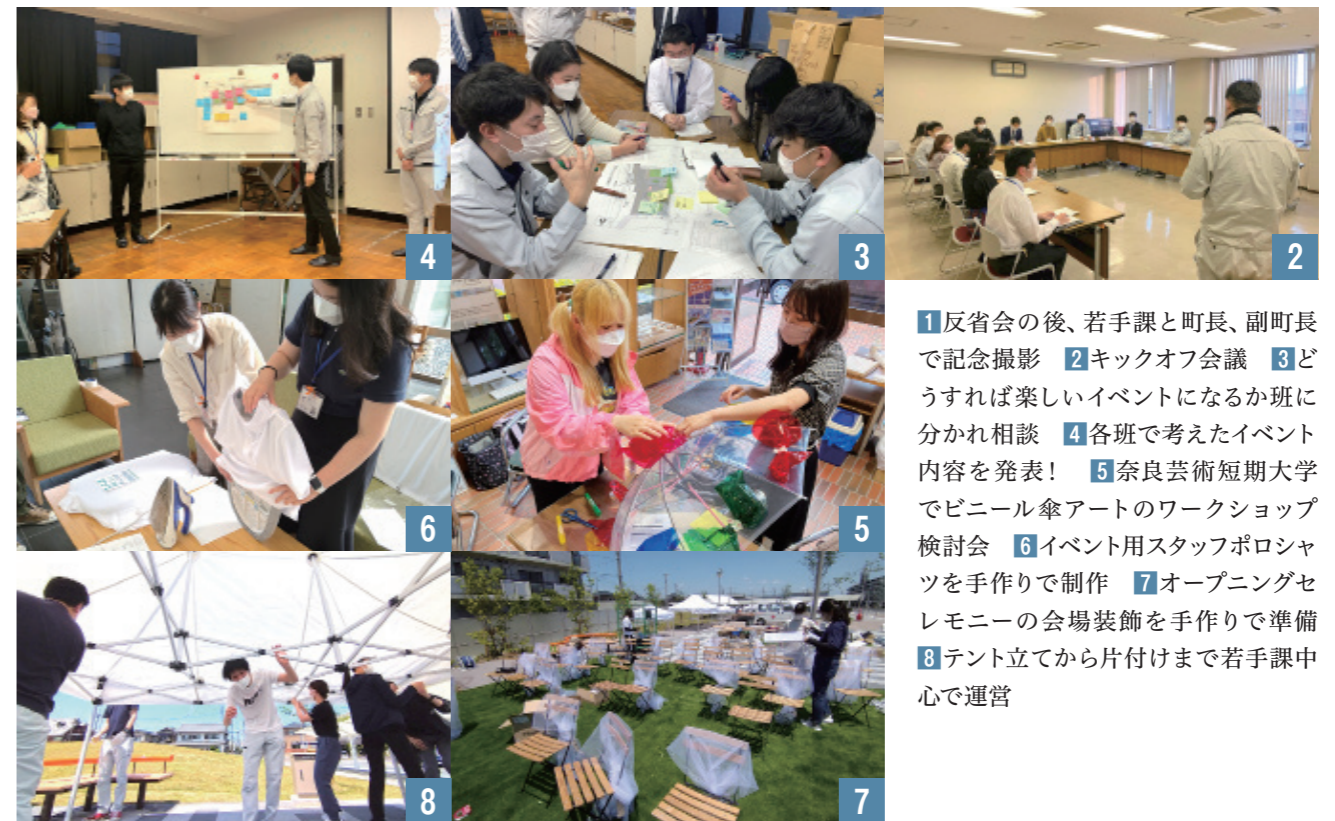 4
3
2
6
5
8
7
1反省会の後、若手課と町長、副町長
で記念撮影　2キックオフ会議　3ど
うすれば楽しいイベントになるか班に
分かれ相談　4各班で考えたイベント
内容を発表！　5奈良芸術短期大学
でビニール傘アートのワークショップ
検討会　6イベント用スタッフポロシャ
ツを手作りで制作　7オープニングセ
レモニーの会場装飾を手作りで準備
8テント立てから片付けまで若手課中
心で運営